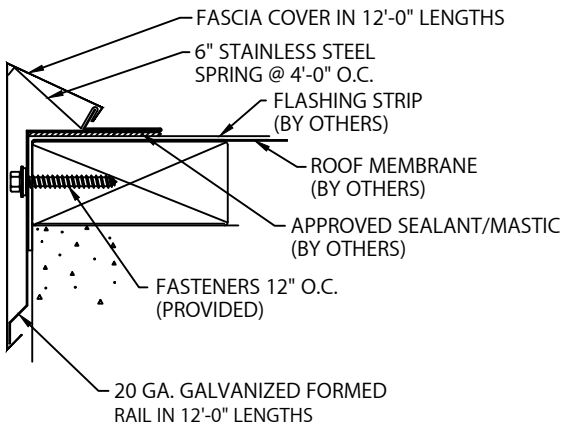 FASCIA COVER IN 12'-0" LENGTHS
6" STAINLESS STEEL
SPRING @ 4'-0" O.C.
FLASHING STRIP
(BY OTHERS)
ROOF MEMBRANE
(BY OTHERS)
APPROVED SEALANT/MASTIC
(BY OTHERS)
FASTENERS 12" O.C.
(PROVIDED)
20 GA. GALVANIZED FORMED
RAIL IN 12'-0" LENGTHS